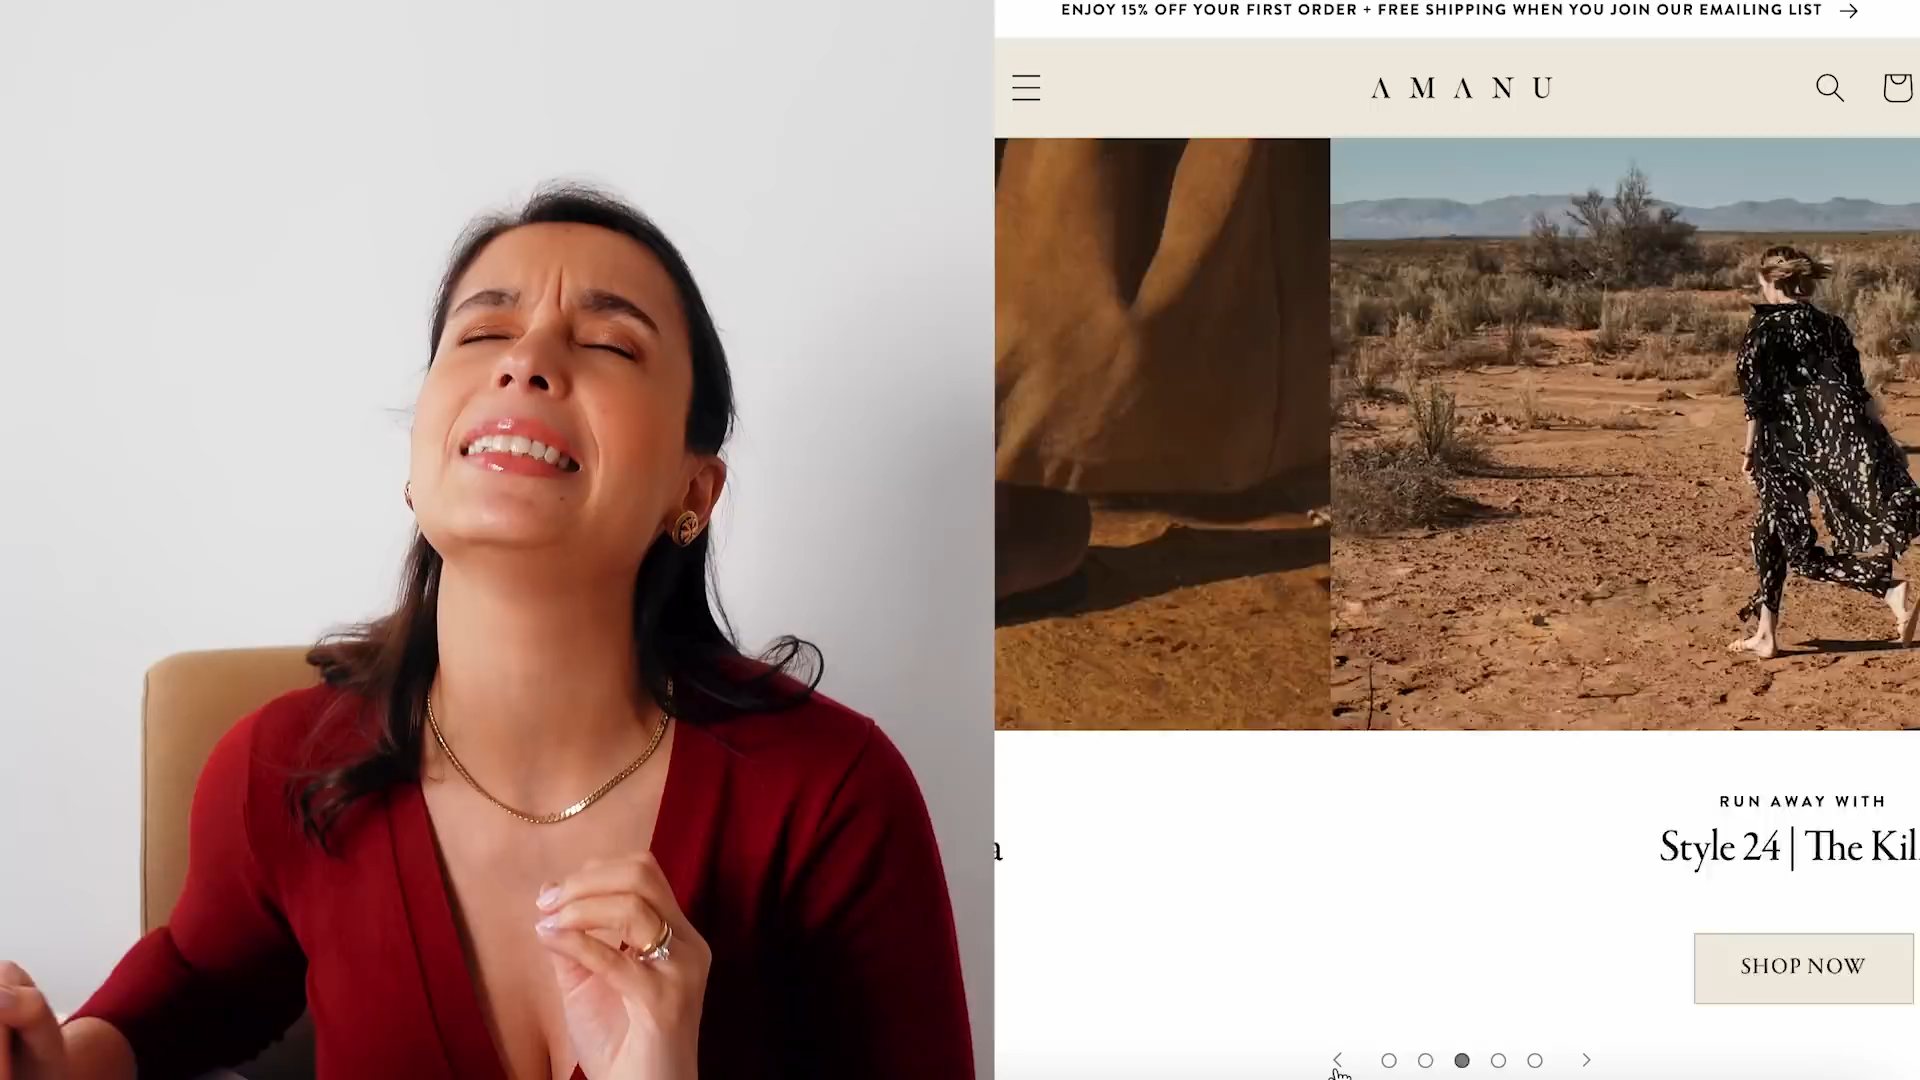 ENJOY 15% OFF YOUR FIRST ORDER + FREE SHIPPING WHEN YOU JOIN OUR EMAILING LIST
AMANU
RUN AWAY WITH
a
Style 24 | The Kil
SHOP NOW